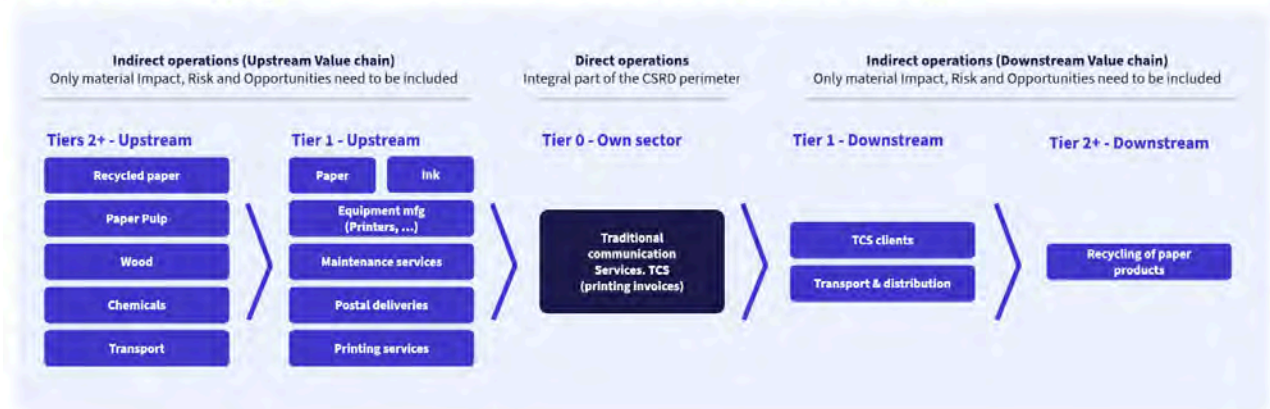 Indirect operations (Upstream Value chain)
Only material Impact, Risk and Opportunities need to be included
Direct operations
Integral part of the CSRD perimeter
Indirect operations (Downstream Value chain)
Only material Impact, Risk and Opportunities need to be included
Tiers 2+ - Upstream
Recycled paper
Paper Pulp
Wood
Chemicals
Transport
Tier 1 - Upstream
Paper
Ink
Equipment mfg
(Printers, ...)
Maintenance services
Postal deliveries
Printing services
Tier 0 - Own sector
Traditional
communication
Services. TCS
(printing invoices)
Tier 1 - Downstream
TCS clients
Transport & distribution
Tier 2+ - Downstream
Recycling of paper
products